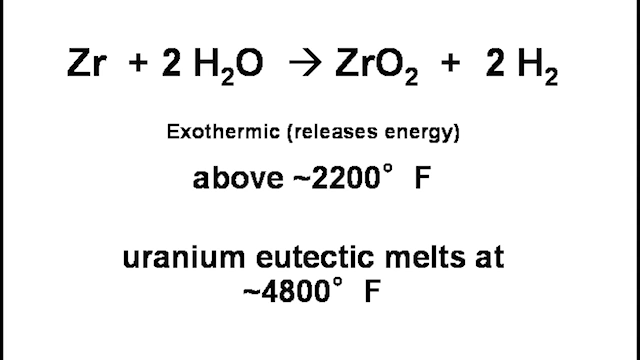 Zr + 2 H₂O → ZrO₂ + 2 H₂
Exothermic (releases energy)
above ~2200° F
uranium eutectic melts at
~4800° F